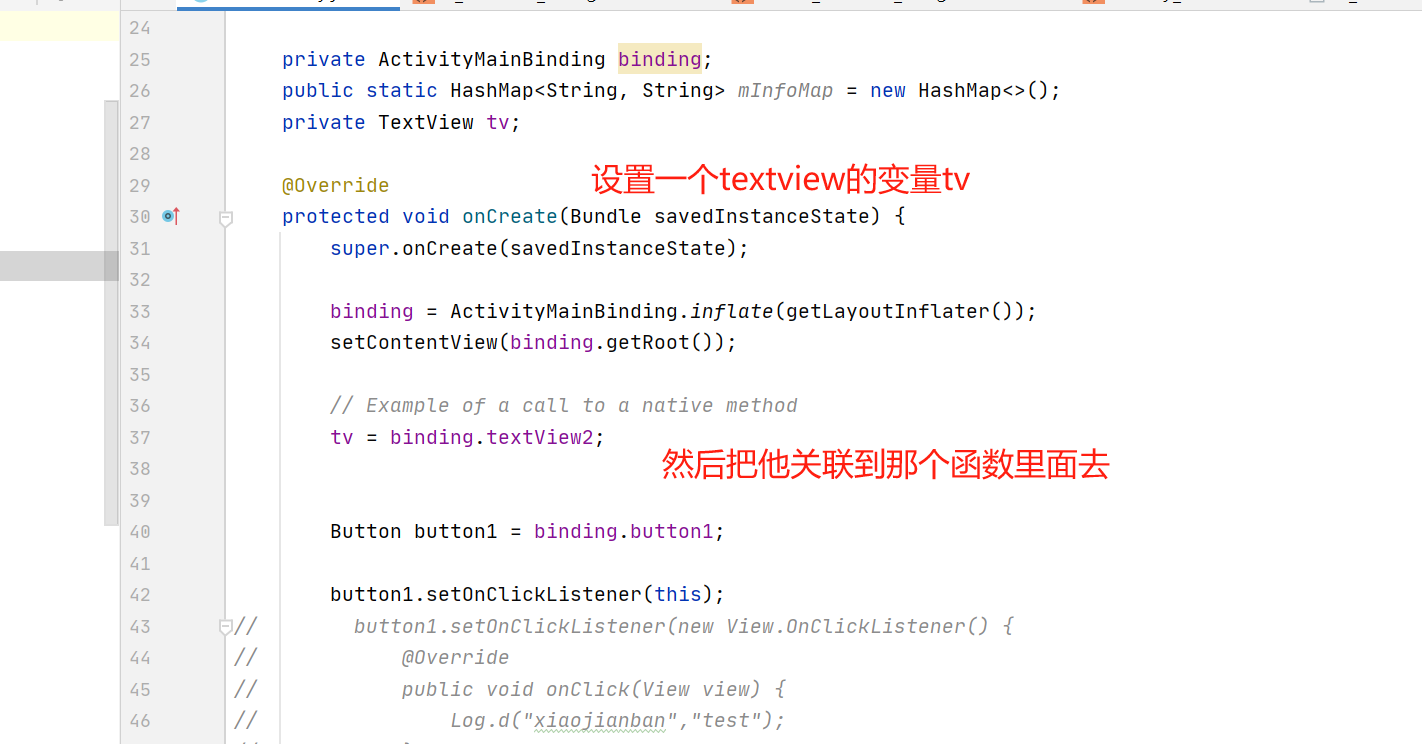 24
25 private ActivityMainBinding binding;
26 public static HashMap<String, String> mInfoMap = new HashMap<>();
27 private TextView tv;
28
设置一个textview的变量tv
29 @Override
30 protected void onCreate(Bundle savedInstanceState) {
31 super.onCreate(savedInstanceState);
32
33 binding = ActivityMainBinding.inflate(getLayoutInflater());
34 setContentView(binding.getRoot());
35
36 // Example of a call to a native method
37 tv = binding.textView2;
38 然后把他关联到那个函数里面去
39
40 Button button1 = binding.button1;
41
42 button1.setOnClickListener(this);
43 // button1.setOnClickListener(new View.OnClickListener() {
44 // @Override
45 // public void onClick(View view) {
46 // Log.d("xiaojianban","test");